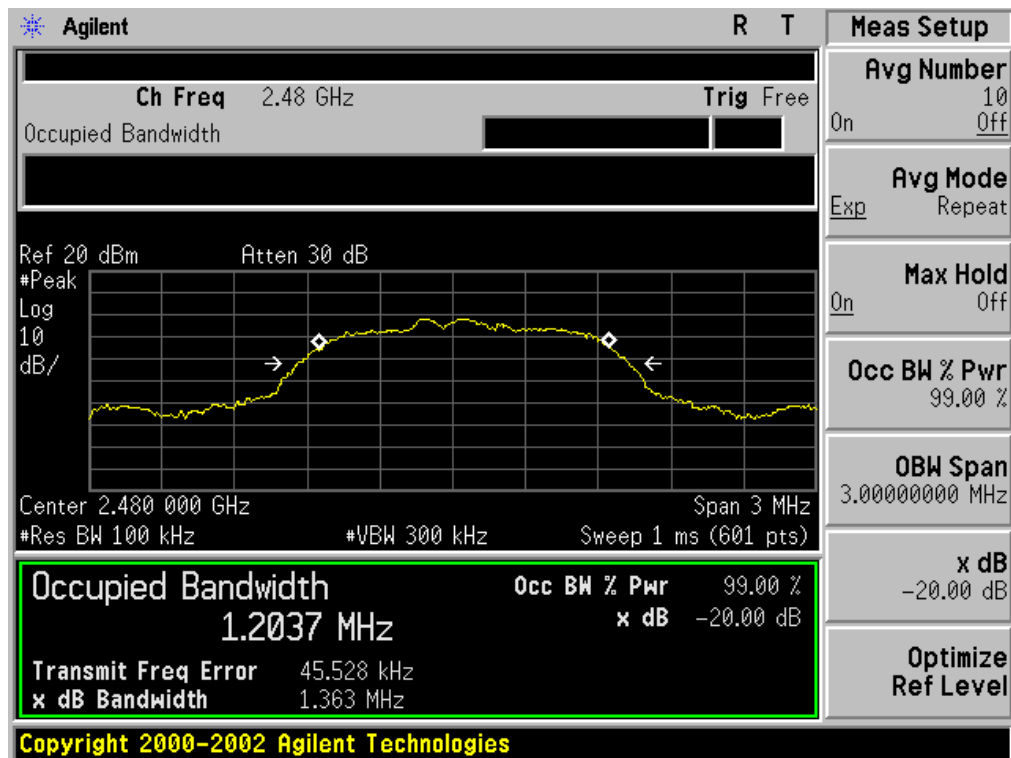 Agilent R T
Ch Freq 2.48 GHz Trig Free
Occupied Bandwidth
Ref 20 dBm Atten 30 dB
#Peak
Log
10
dB/
Center 2.480 000 GHz Span 3 MHz
#Res BW 100 kHz #VBW 300 kHz Sweep 1 ms (601 pts)
Occupied Bandwidth Occ BW % Pwr 99.00 %
1.2037 MHz x dB -20.00 dB
Transmit Freq Error 45.528 kHz
x dB Bandwidth 1.363 MHz
Copyright 2000-2002 Agilent Technologies
Meas Setup
Avg Number
10
On Off
Avg Mode
Exp Repeat
Max Hold
On Off
Occ BW % Pwr
99.00 %
OBW Span
3.00000000 MHz
x dB
-20.00 dB
Optimize
Ref Level